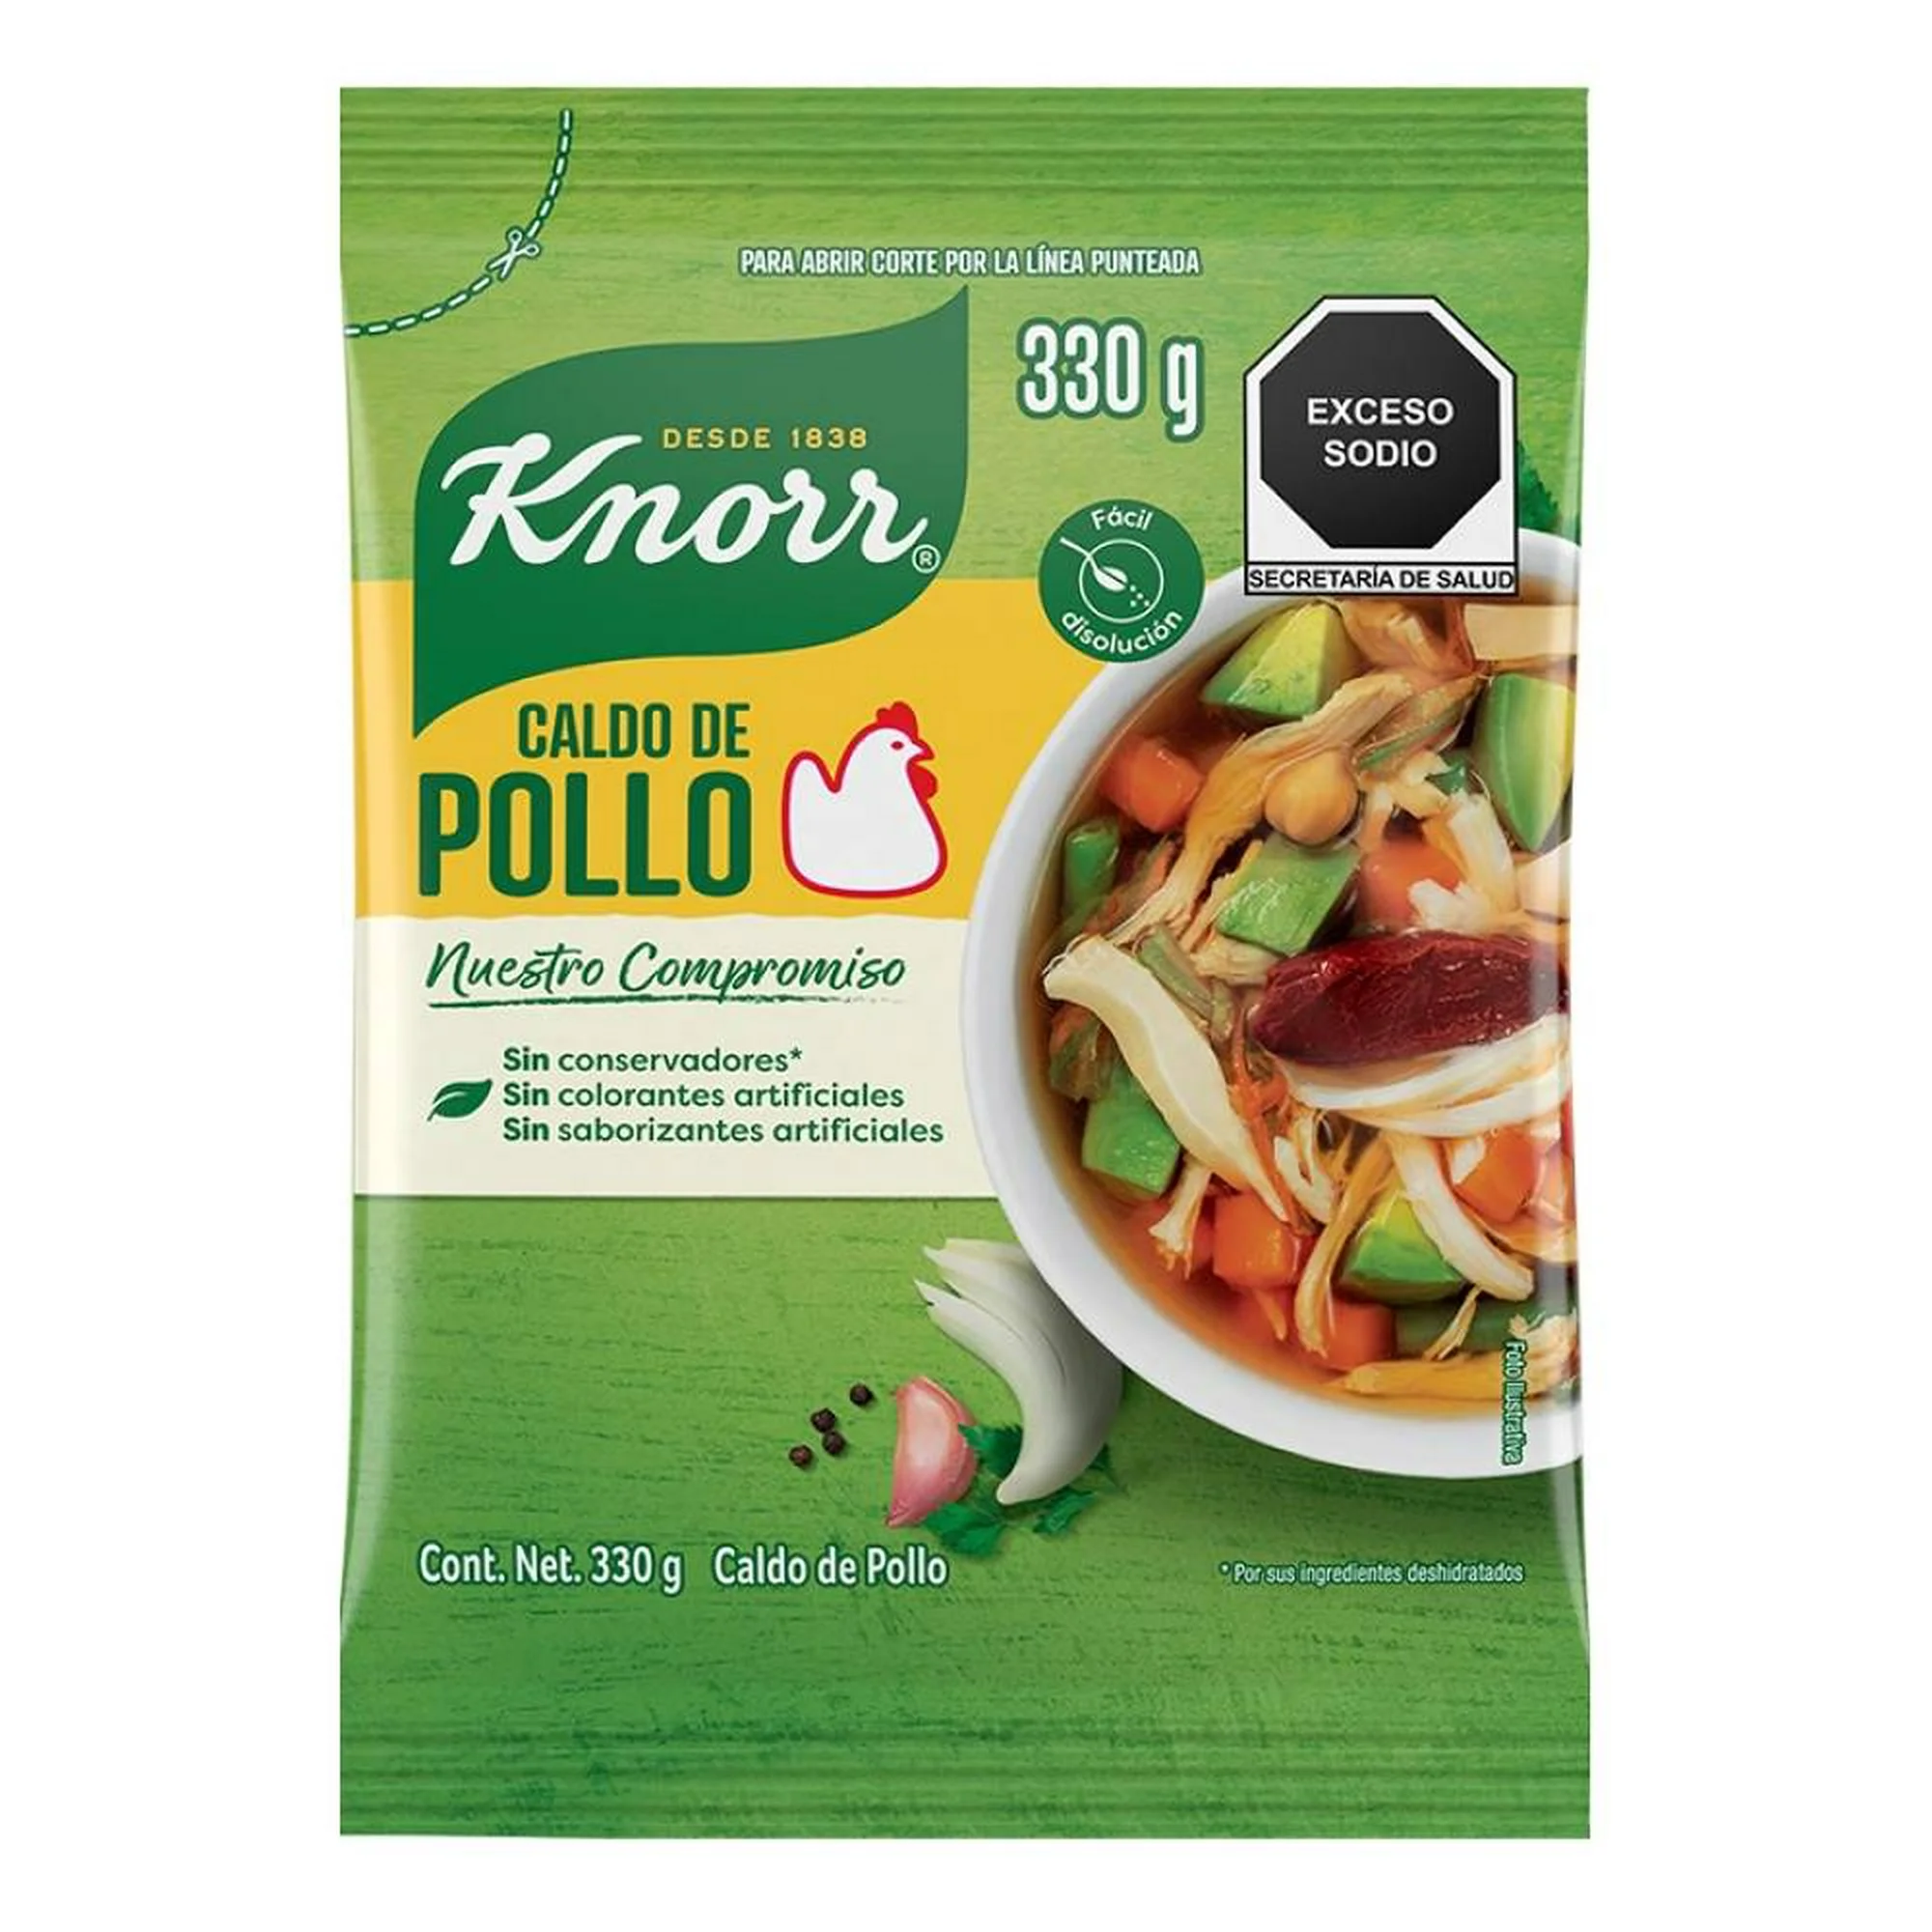 PARA ABRIR CORTE POR LA LÍNEA PUNTEADA
330 g
EXCESO
SODIO
SECRETARÍA DE SALUD
DESDE 1838
Knorr®
Fácil
disolución
CALDO DE
POLLO
Nuestro Compromiso
Sin conservadores*
Sin colorantes artificiales
Sin saborizantes artificiales
Foto Ilustrativa
Cont. Net. 330 g Caldo de Pollo
* Por sus ingredientes deshidratados